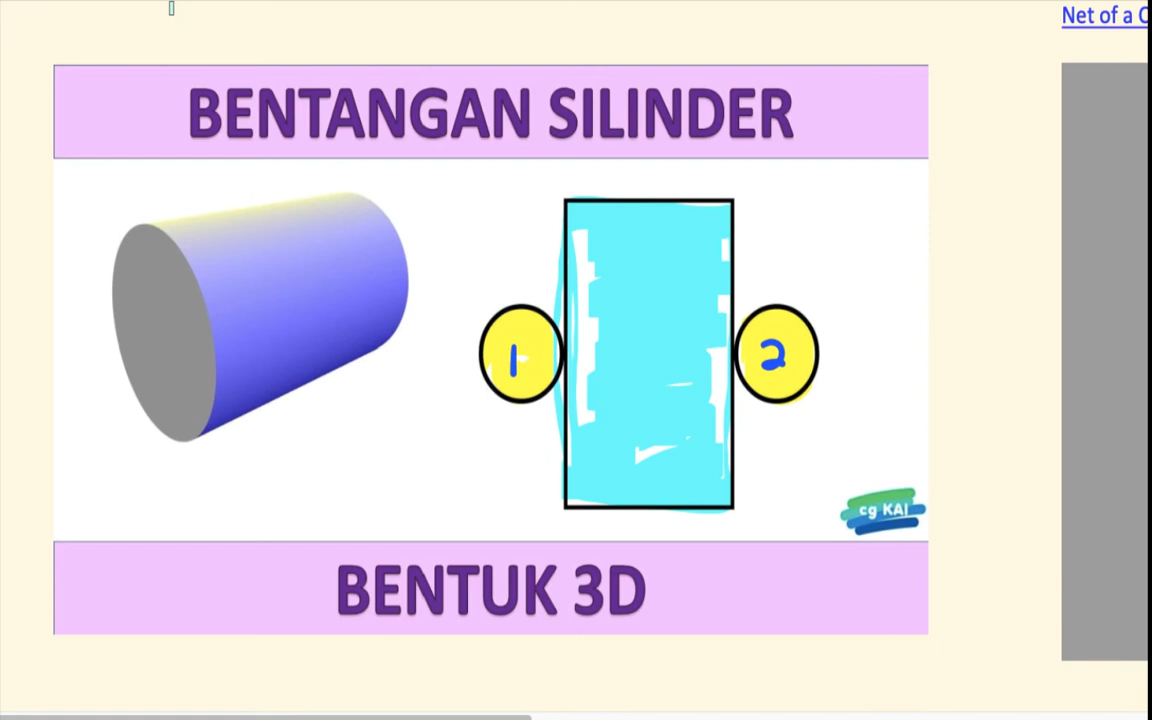 Net of a C
BENTANGAN SILINDER
1
2
cg KAI
BENTUK 3D